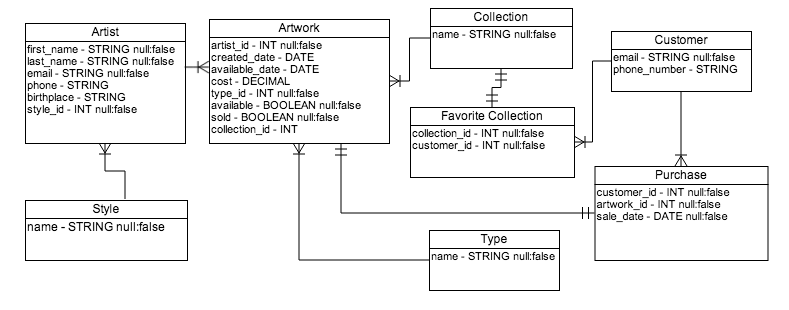 Artist
first_name - STRING null:false
last_name - STRING null:false
email - STRING null:false
phone - STRING
birthplace - STRING
style_id - INT null:false
Artwork
artist_id - INT null:false
created_date - DATE
available_date - DATE
cost - DECIMAL
type_id - INT null:false
available - BOOLEAN null:false
sold - BOOLEAN null:false
collection_id - INT
Collection
name - STRING null:false
Customer
email - STRING null:false
phone_number - STRING
Favorite Collection
collection_id - INT null:false
customer_id - INT null:false
Purchase
customer_id - INT null:false
artwork_id - INT null:false
sale_date - DATE null:false
Style
name - STRING null:false
Type
name - STRING null:false